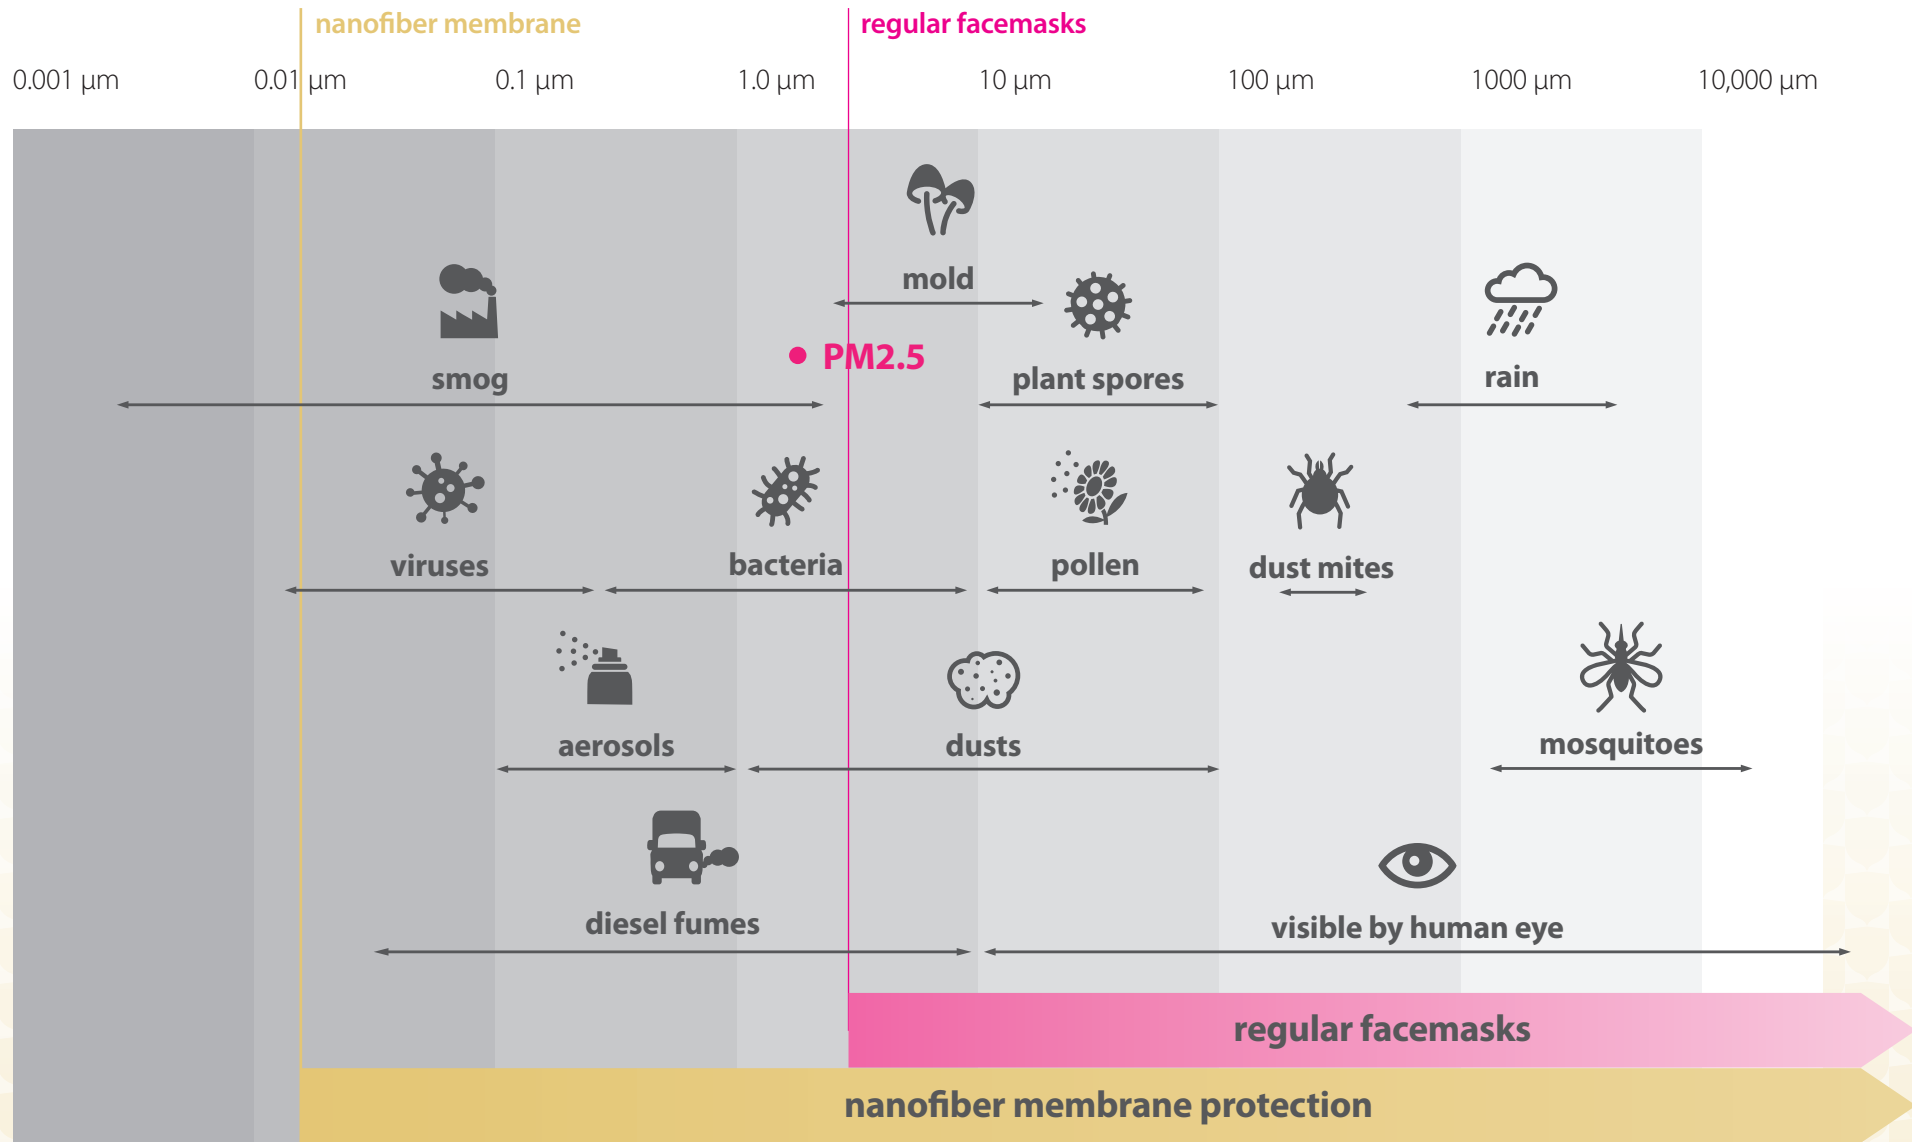 nanofiber membrane
regular facemasks
0.001 µm
0.01 µm
0.1 µm
1.0 µm
10 µm
100 µm
1000 µm
10,000 µm
mold
PM2.5
smog
plant spores
rain
viruses
bacteria
pollen
dust mites
aerosols
dusts
mosquitoes
diesel fumes
visible by human eye
regular facemasks
nanofiber membrane protection